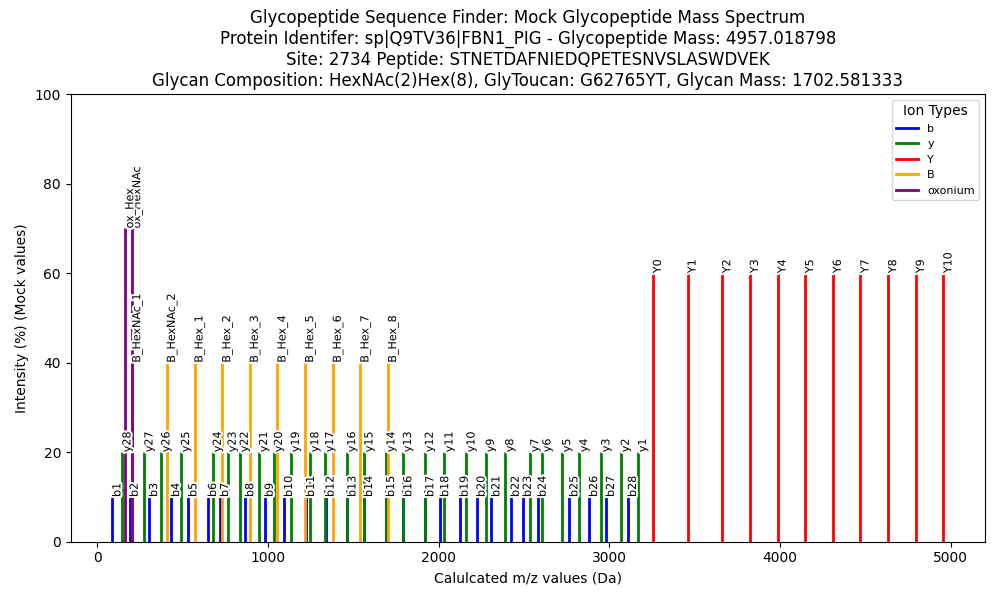 Glycopeptide Sequence Finder: Mock Glycopeptide Mass Spectrum
Protein Identifer: sp|Q9TV36|FBN1_PIG - Glycopeptide Mass: 4957.018798
Site: 2734 Peptide: STNETDAFNIEDQPETESNVSLASWDVEK
Glycan Composition: HexNAc(2)Hex(8), GlyToucan: G62765YT, Glycan Mass: 1702.581333
Intensity (%) (Mock values)
100
80
60
40
20
0
Ion Types
b
y
Y
B
oxonium
ox_Hex
ox_HexNAc
Y0
Y1
Y2
Y3
Y4
Y5
Y6
Y7
Y8
Y9
Y10
B_HexNAc_1
B_HexNAc_2
B_Hex_1
B_Hex_2
B_Hex_3
B_Hex_4
B_Hex_5
B_Hex_6
B_Hex_7
B_Hex_8
y28
y27
y26
y25
y24
y23
y22
y21
y20
y19
y18
y17
y16
y15
y14
y13
y12
y11
y10
y9
y8
y7
y6
y5
y4
y3
y2
y1
b1
b2
b3
b4
b5
b6
b7
b8
b9
b10
b11
b12
b13
b14
b15
b16
b17
b18
b19
b20
b21
b22
b23
b24
b25
b26
b27
b28
0
1000
2000
3000
4000
5000
Calulcated m/z values (Da)